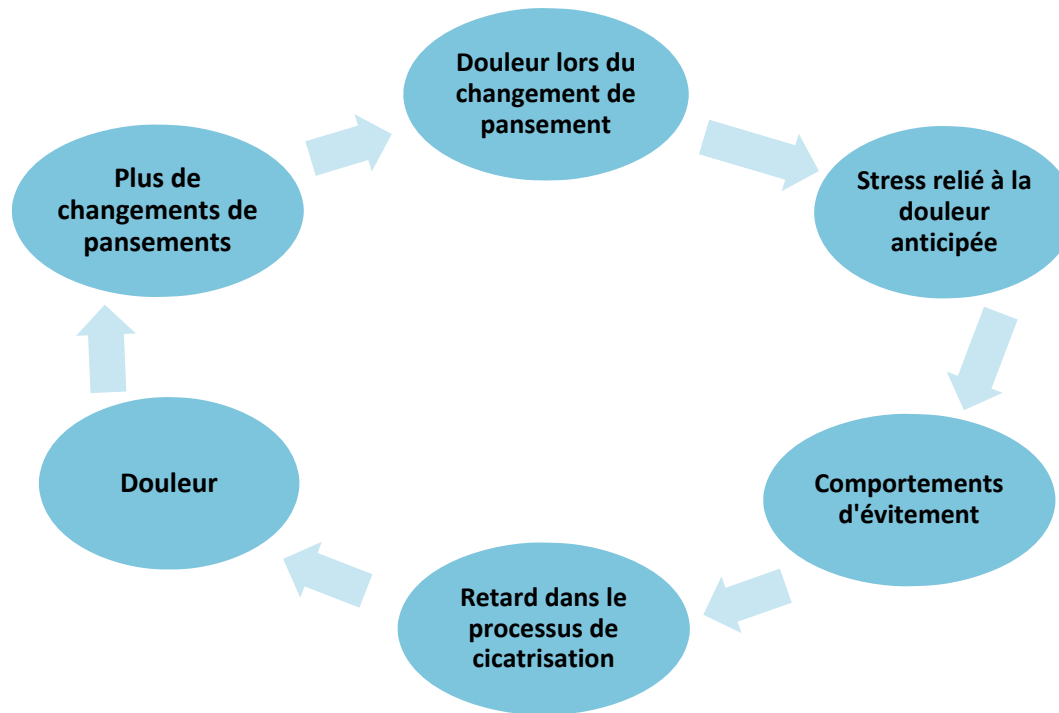 Douleur lors du
changement de
pansement
Stress relié à la
douleur
anticipée
Comportements
d'évitement
Retard dans le
processus de
cicatrisation
Douleur
Plus de
changements de
pansements